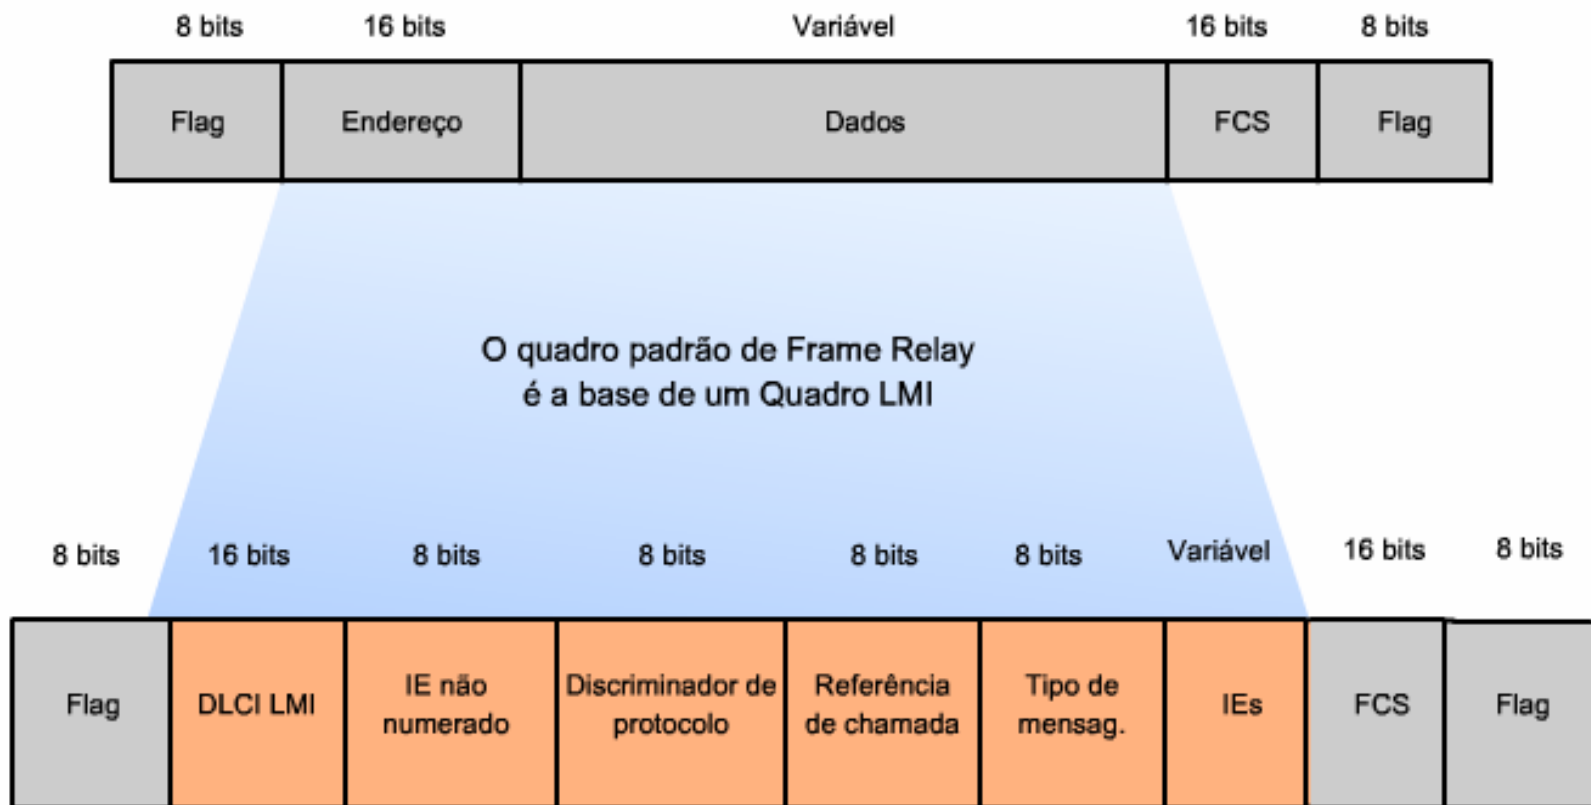 8 bits 16 bits Variável 16 bits 8 bits
Flag Endereço Dados FCS Flag
O quadro padrão de Frame Relay
é a base de um Quadro LMI
8 bits 16 bits 8 bits 8 bits 8 bits 8 bits Variável 16 bits 8 bits
Flag
DLCI LMI
IE não
numerado
Discriminador de
protocolo
Referência
de chamada
Tipo de
mensag.
IEs
FCS
Flag